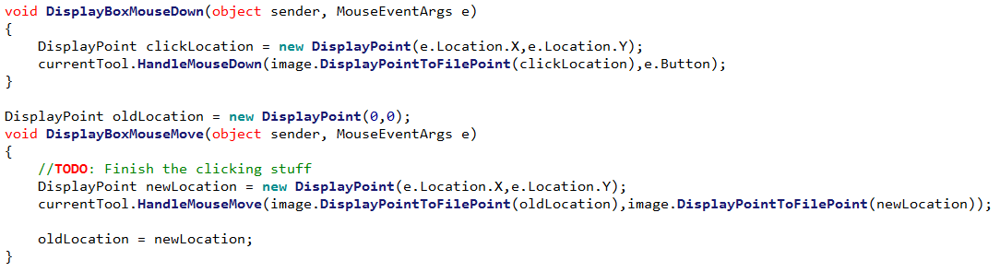 void DisplayBoxMouseDown(object sender, MouseEventArgs e)
{
    DisplayPoint clickLocation = new DisplayPoint(e.Location.X,e.Location.Y);
    currentTool.HandleMouseDown(image.DisplayPointToFilePoint(clickLocation),e.Button);
}

DisplayPoint oldLocation = new DisplayPoint(0,0);
void DisplayBoxMouseMove(object sender, MouseEventArgs e)
{
    //TODO: Finish the clicking stuff
    DisplayPoint newLocation = new DisplayPoint(e.Location.X,e.Location.Y);
    currentTool.HandleMouseMove(image.DisplayPointToFilePoint(oldLocation),image.DisplayPointToFilePoint(newLocation));

    oldLocation = newLocation;
}